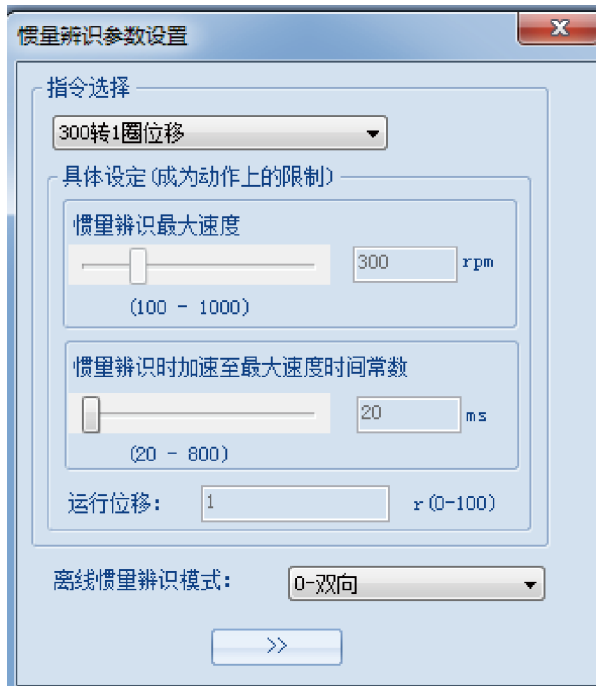 惯量辨识参数设置
指令选择
300转1圈位移
具体设定(成为动作上的限制)
惯量辨识最大速度
300 rpm
(100 - 1000)
惯量辨识时加速至最大速度时间常数
20 ms
(20 - 800)
运行位移: 1 r(0-100)
离线惯量辨识模式: 0-双向
>>